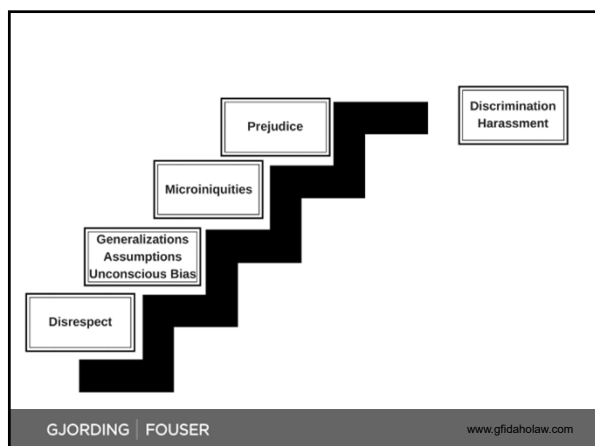 Discrimination
Harassment
Prejudice
Microiniquities
Generalizations
Assumptions
Unconscious Bias
Disrespect
GJORDING | FOUSER
www.gfidaholaw.com